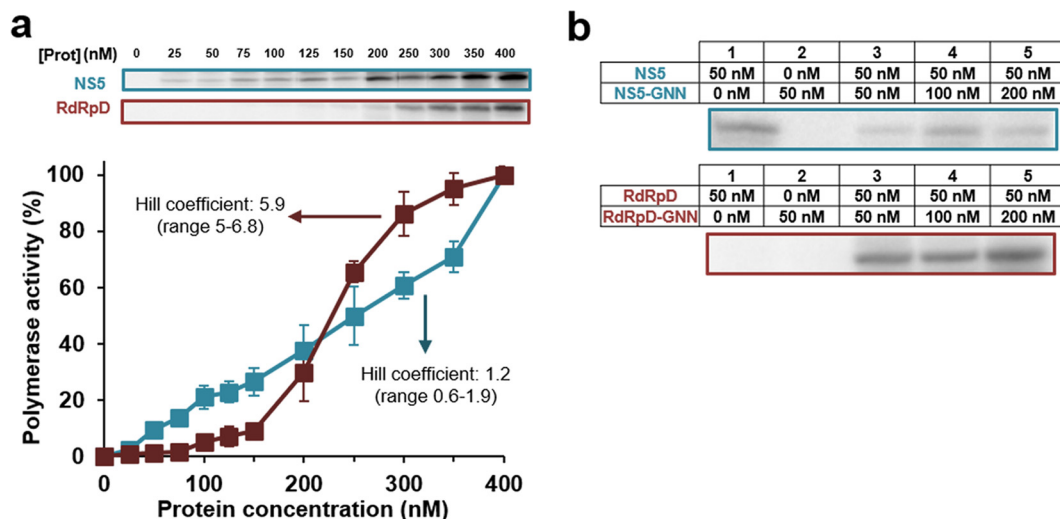 a
[Prot] (nM) 0 25 50 75 100 125 150 200 250 300 350 400
NS5
RdRpD
Polymerase activity (%)
100
80
60
40
20
0
Hill coefficient: 5.9
(range 5-6.8)
Hill coefficient: 1.2
(range 0.6-1.9)
0 100 200 300 400
Protein concentration (nM)
b
1 2 3 4 5
NS5 50 nM 0 nM 50 nM 50 nM 50 nM
NS5-GNN 0 nM 50 nM 50 nM 100 nM 200 nM
1 2 3 4 5
RdRpD 50 nM 0 nM 50 nM 50 nM 50 nM
RdRpD-GNN 0 nM 50 nM 50 nM 100 nM 200 nM